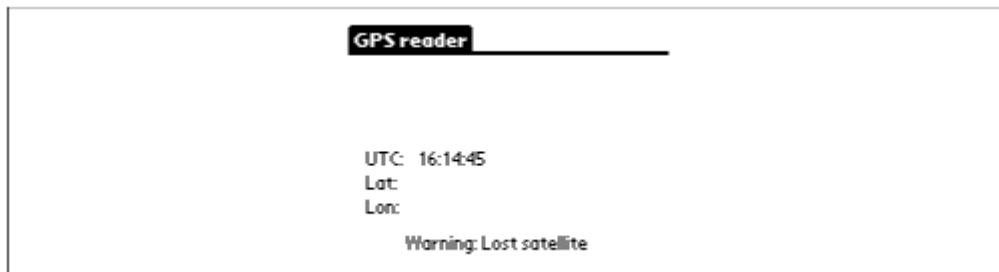 GPS reader
UTC: 16:14:45
Lat:
Lon:
Warning: Lost satellite